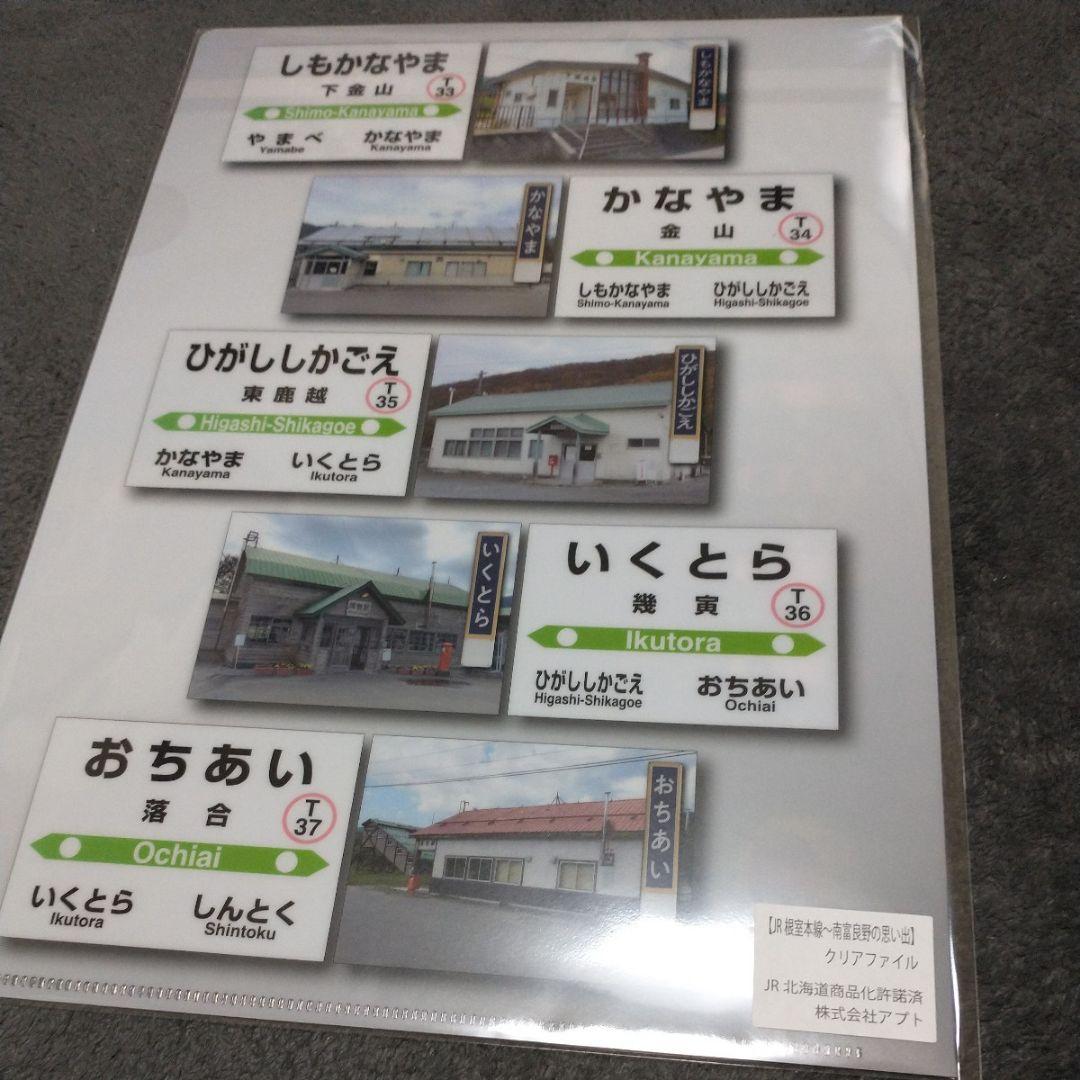 しもかなやま
下金山
T
33
Shimo-Kanayama
やまべ かなやま
Yamabe Kanayama
しもかなやま
かなやま
かなやま
金山
T
34
Kanayama
しもかなやま ひがししかごえ
Shimo-Kanayama Higashi-Shikagoe
ひがししかごえ
東鹿越
T
35
Higashi-Shikagoe
かなやま いくとら
Kanayama Ikutora
ひがししかごえ
いくとら
いくとら
幾寅
T
36
Ikutora
ひがししかごえ おちあい
Higashi-Shikagoe Ochiai
おちあい
落合
T
37
Ochiai
いくとら しんとく
Ikutora Shintoku
おちあい
【JR根室本線~南富良野の思い出】
クリアファイル
JR北海道商品化許諾済
株式会社アプト